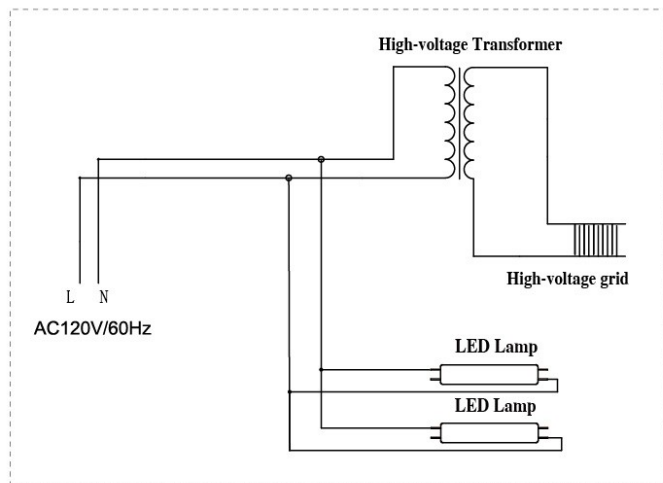 High-voltage Transformer
L N
AC120V/60Hz
High-voltage grid
LED Lamp
LED Lamp